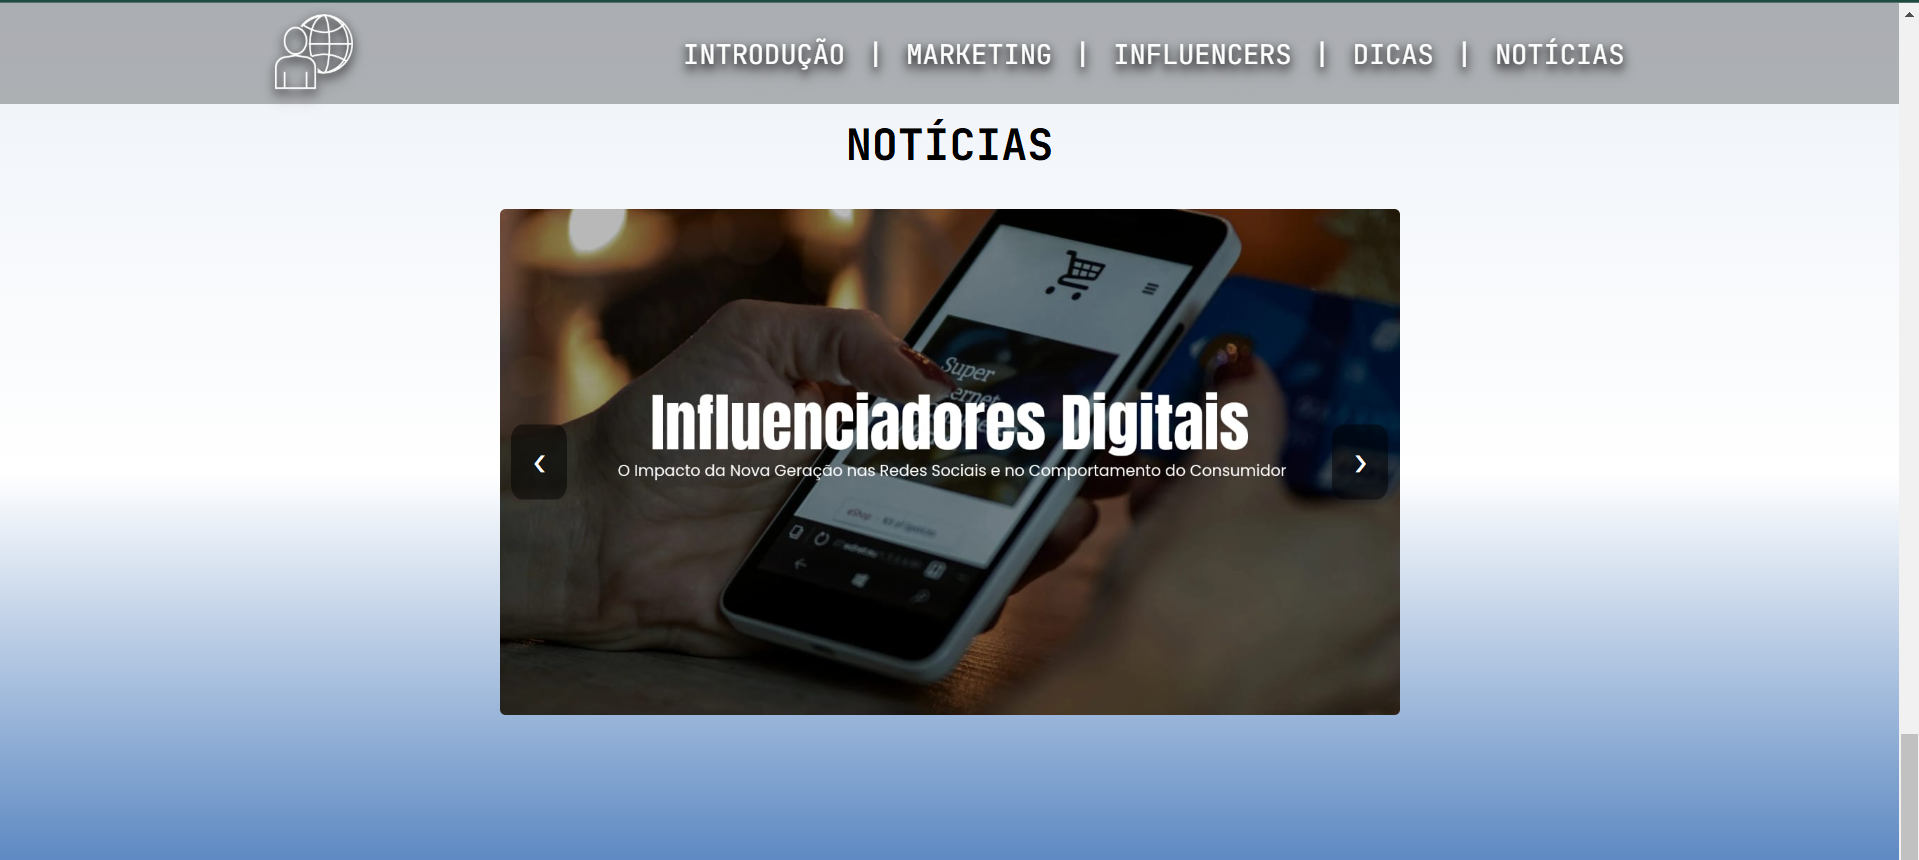 INTRODUÇÃO | MARKETING | INFLUENCERS | DICAS | NOTÍCIAS
NOTÍCIAS
Super
Influenciadores Digitais
O Impacto da Nova Geração nas Redes Sociais e no Comportamento do Consumidor
‹ ›